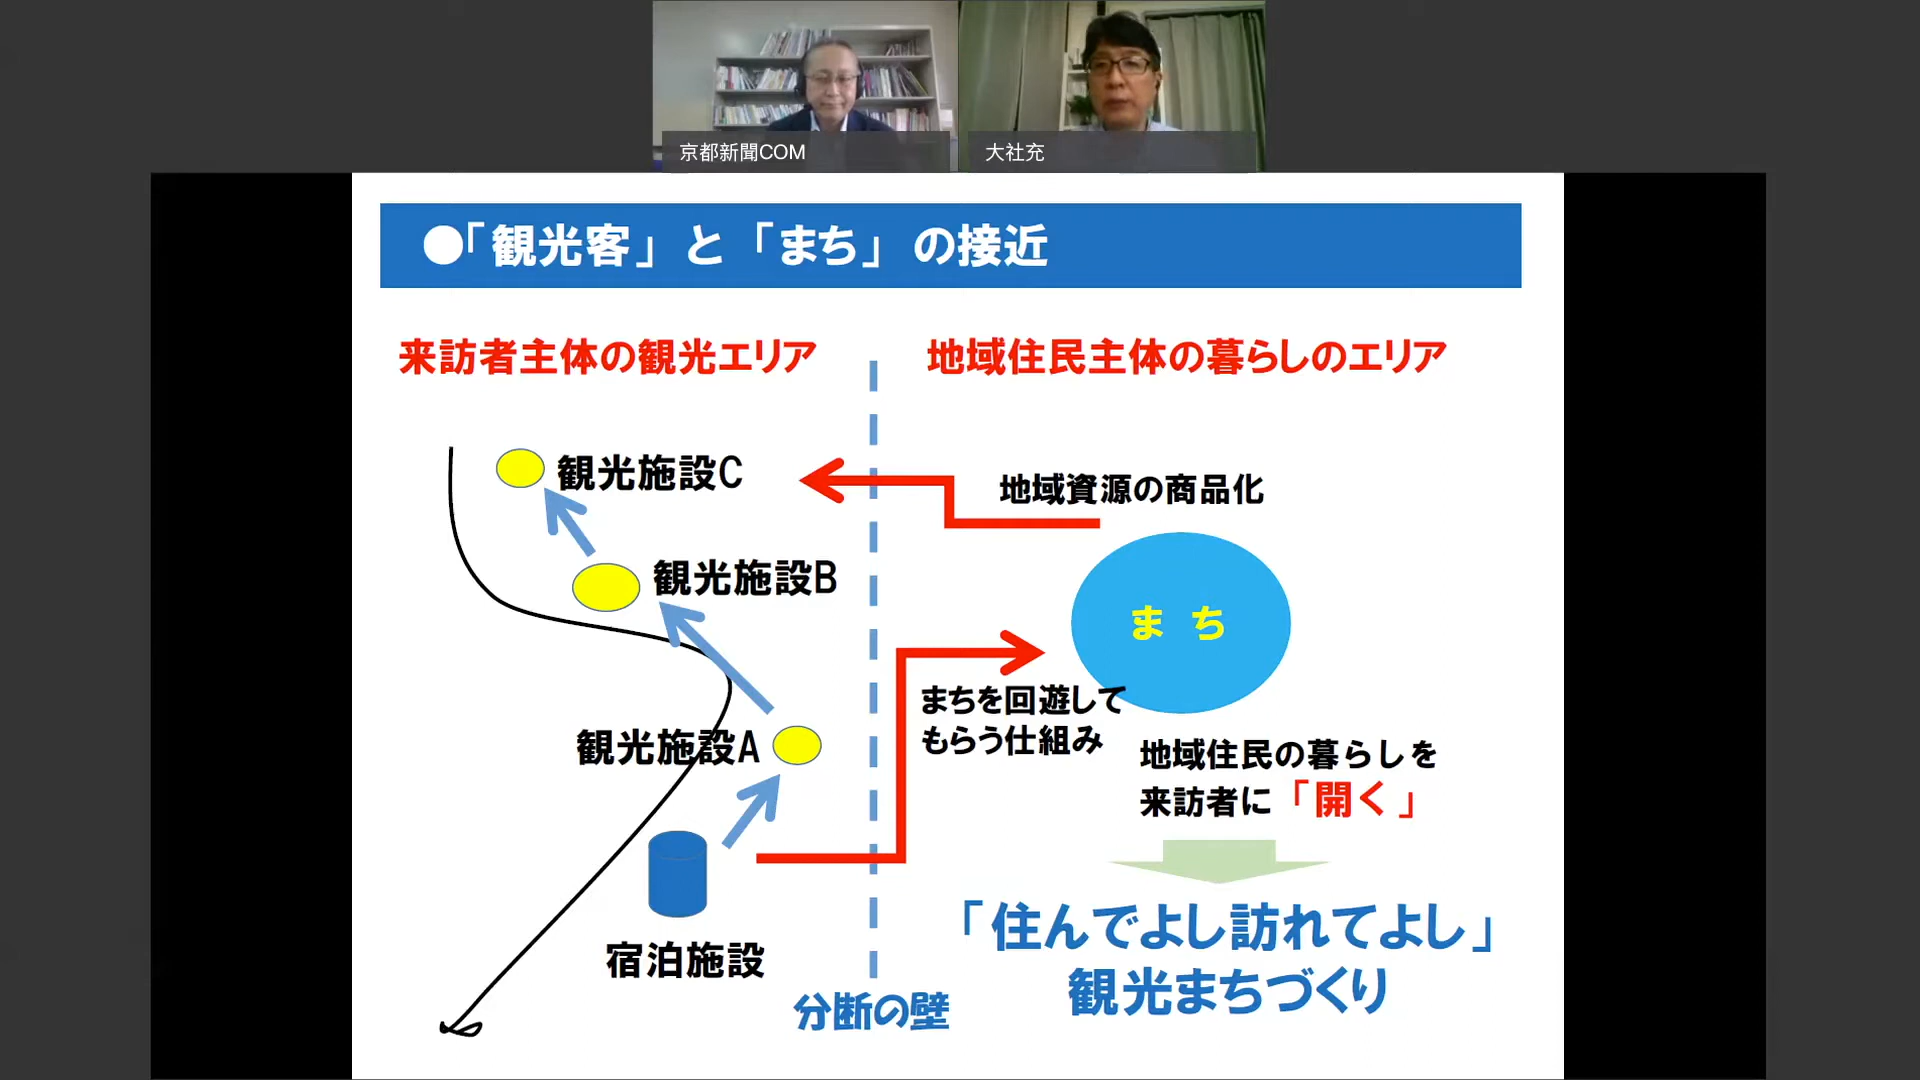 京都新聞COM
大社充
●「観光客」と「まち」の接近
来訪者主体の観光エリア
地域住民主体の暮らしのエリア
観光施設C
地域資源の商品化
観光施設B
まち
まちを回遊して
もらう仕組み
観光施設A
地域住民の暮らしを
来訪者に「開く」
宿泊施設
「住んでよし訪れてよし」
観光まちづくり
分断の壁